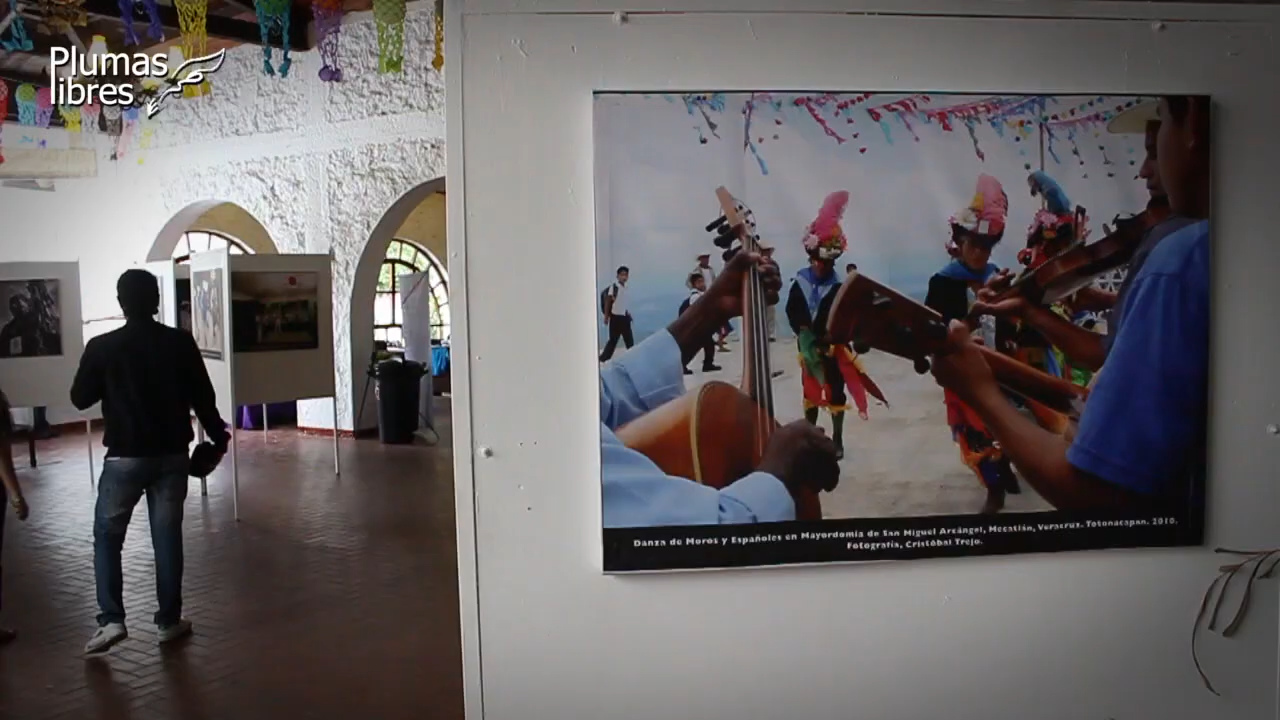 Plumas
libres
Danza de Moros y Españoles en Mayordomía de San Miguel Arcángel, Mecatlán, Veracruz. Totonacapan. 2010.
Fotografía, Cristóbal Trejo.